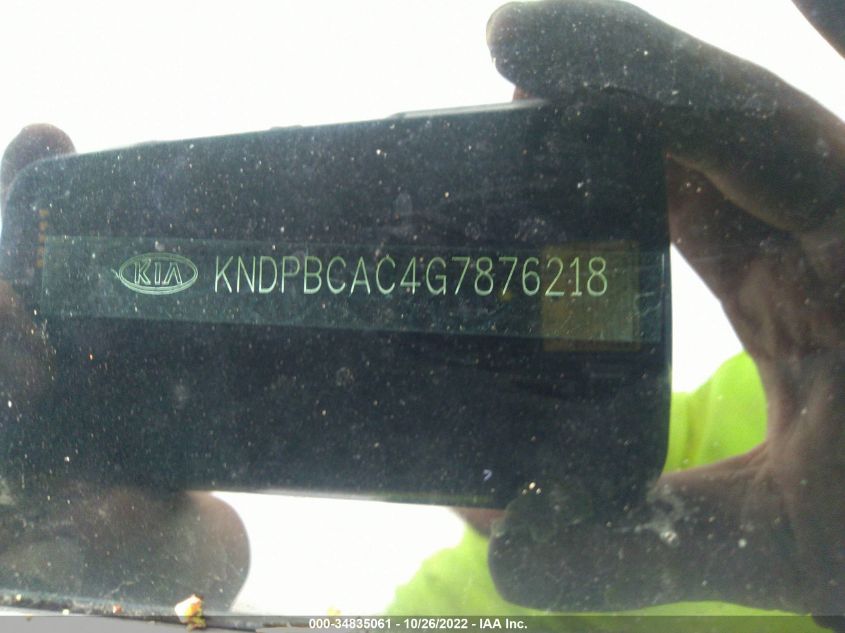 KIA KNDPBCAC4G7876218
000-34835061 - 10/26/2022 - IAA Inc.